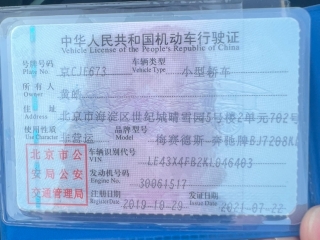 中华人民共和国机动车行驶证
Vehicle License of the People's Republic of China
号牌号码 京CJE673 车辆类型 小型轿车
Plate No. Vehicle Type
所有人 黄
Owner
住址 北京市海淀区世纪城晴雪园5号楼2单元702号
Address
使用性质 非营运 品牌型号 梅赛德斯-奔驰牌BJ7208K
北京市公 车辆识别代号 LE43X4FB2KL046403
VIN
安局公安 发动机号码 30061517
Engine No.
交通管理局 注册日期 2019-10-29 发证日期 2021-07-22
Register Date Issue Date